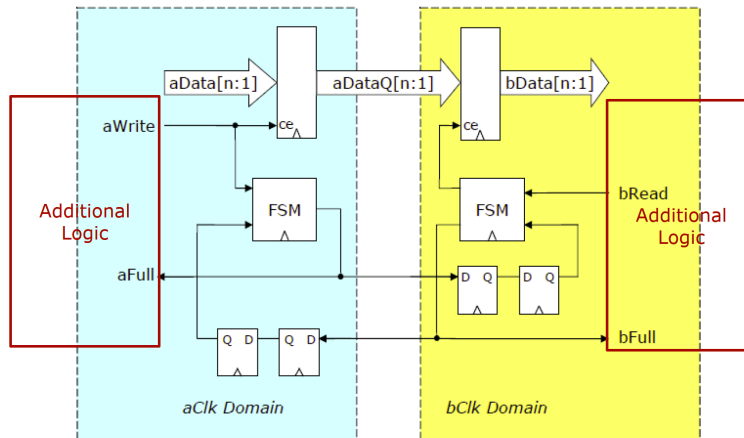 aData[n:1]
aDataQ[n:1]
bData[n:1]
aWrite
ce
ce
Additional
Logic
FSM
FSM
bRead
Additional
Logic
aFull
D Q
D Q
Q D
Q D
bFull
aClk Domain
bClk Domain